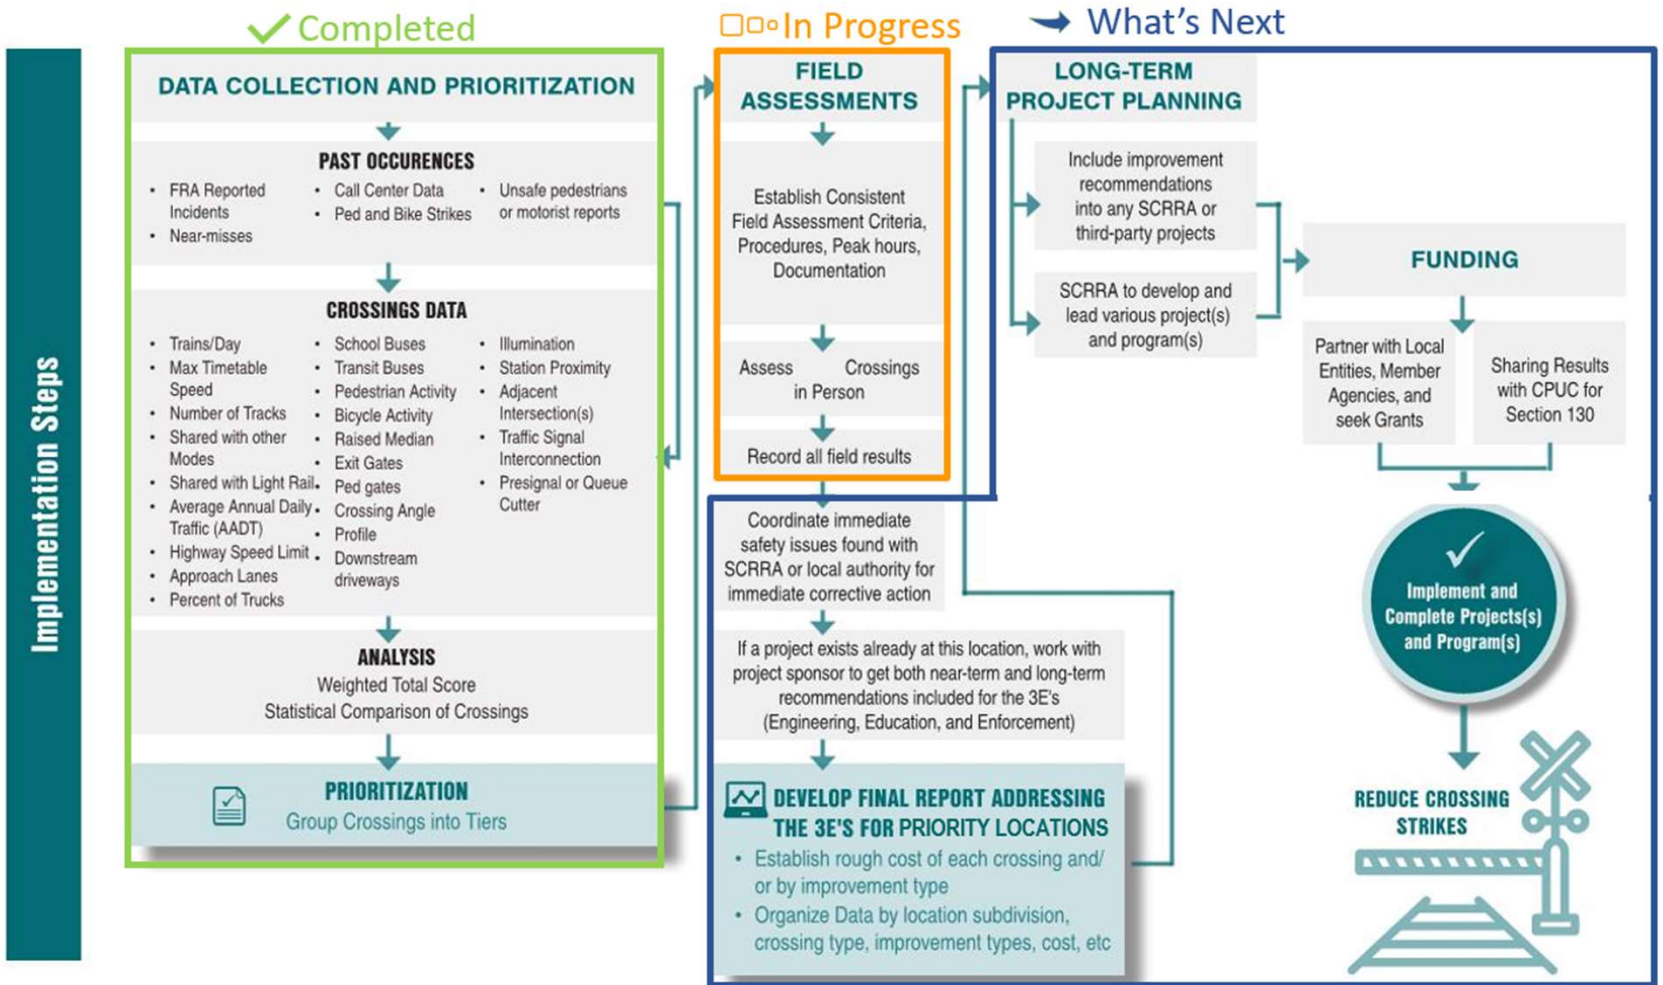 Completed
In Progress
What's Next
Implementation Steps
DATA COLLECTION AND PRIORITIZATION
PAST OCCURENCES
• FRA Reported
Incidents
• Near-misses
• Call Center Data
• Ped and Bike Strikes
• Unsafe pedestrians
or motorist reports
CROSSINGS DATA
• Trains/Day
• Max Timetable
Speed
• Number of Tracks
• Shared with other
Modes
• Shared with Light Rail
• Average Annual Daily
Traffic (AADT)
• Highway Speed Limit
• Approach Lanes
• Percent of Trucks
• School Buses
• Transit Buses
• Pedestrian Activity
• Bicycle Activity
• Raised Median
• Exit Gates
• Ped gates
• Crossing Angle
• Profile
• Downstream
driveways
• Illumination
• Station Proximity
• Adjacent
Intersection(s)
• Traffic Signal
Interconnection
• Presignal or Queue
Cutter
ANALYSIS
Weighted Total Score
Statistical Comparison of Crossings
PRIORITIZATION
Group Crossings into Tiers
FIELD
ASSESSMENTS
Establish Consistent
Field Assessment Criteria,
Procedures, Peak hours,
Documentation
Assess Crossings
in Person
Record all field results
Coordinate immediate
safety issues found with
SCRRA or local authority for
immediate corrective action
If a project exists already at this location, work with
project sponsor to get both near-term and long-term
recommendations included for the 3E's
(Engineering, Education, and Enforcement)
DEVELOP FINAL REPORT ADDRESSING
THE 3E'S FOR PRIORITY LOCATIONS
• Establish rough cost of each crossing and/
or by improvement type
• Organize Data by location subdivision,
crossing type, improvement types, cost, etc
LONG-TERM
PROJECT PLANNING
Include improvement
recommendations
into any SCRRA or
third-party projects
SCRRA to develop and
lead various project(s)
and program(s)
FUNDING
Partner with Local
Entities, Member
Agencies, and
seek Grants
Sharing Results
with CPUC for
Section 130
Implement and
Complete Projects(s)
and Program(s)
REDUCE CROSSING
STRIKES